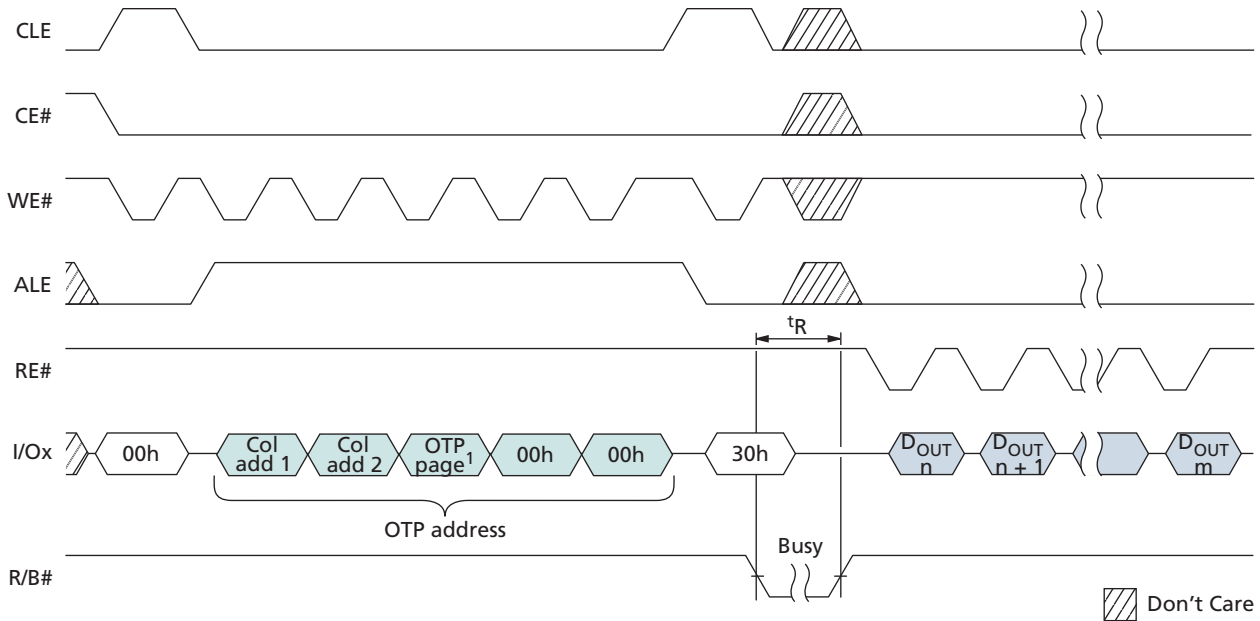 CLE
CE#
WE#
ALE
tR
RE#
I/Ox
00h
Col
add 1
Col
add 2
OTP
page1
00h
00h
30h
DOUT
n
DOUT
n + 1
DOUT
m
OTP address
Busy
R/B#
Don't Care